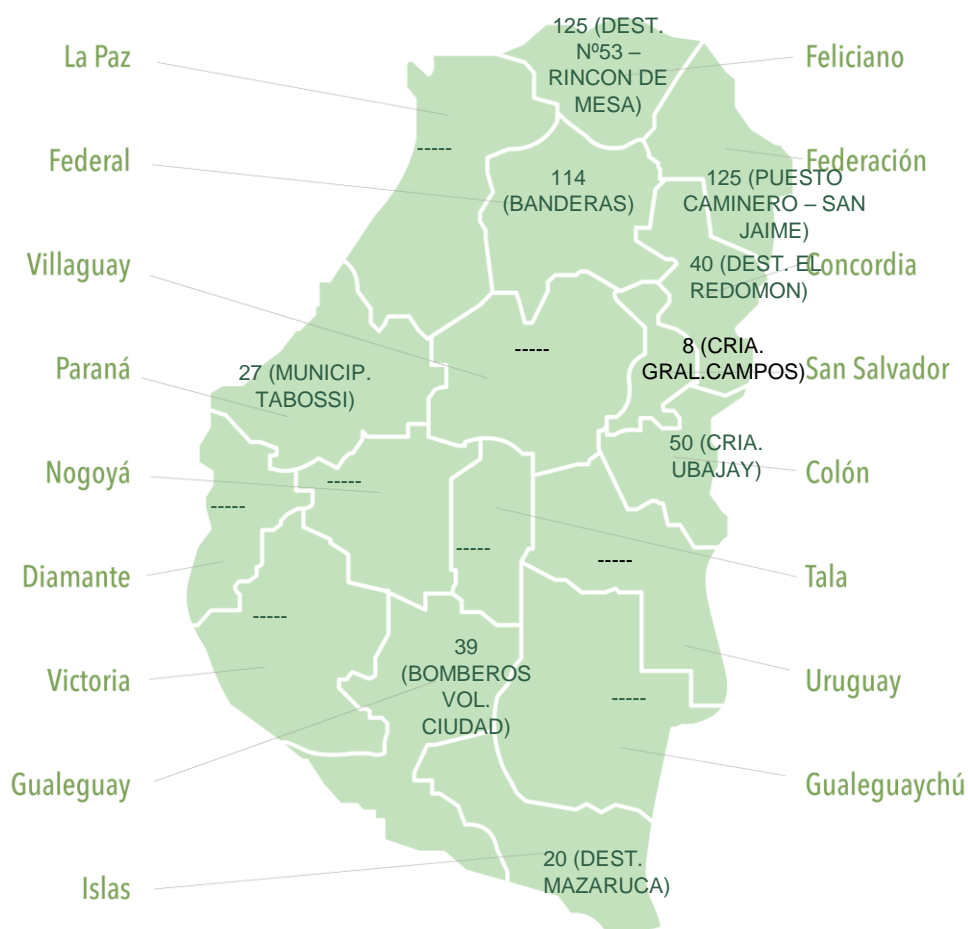 125 (DEST.
Nº53 –
RINCON DE
MESA)
La Paz
Feliciano
-----
Federal
Federación
114
(BANDERAS)
125 (PUESTO
CAMINERO – SAN
JAIME)
Villaguay
40 (DEST. EL
REDOMON)
Concordia
-----
8 (CRIA.
GRAL.CAMPOS)
Paraná
27 (MUNICIP.
TABOSSI)
San Salvador
50 (CRIA.
UBAJAY)
Nogoyá
-----
Colón
-----
-----
-----
Diamante
Tala
-----
39
(BOMBEROS
VOL.
CIUDAD)
Victoria
Uruguay
-----
Gualeguay
Gualeguaychú
20 (DEST.
MAZARUCA)
Islas